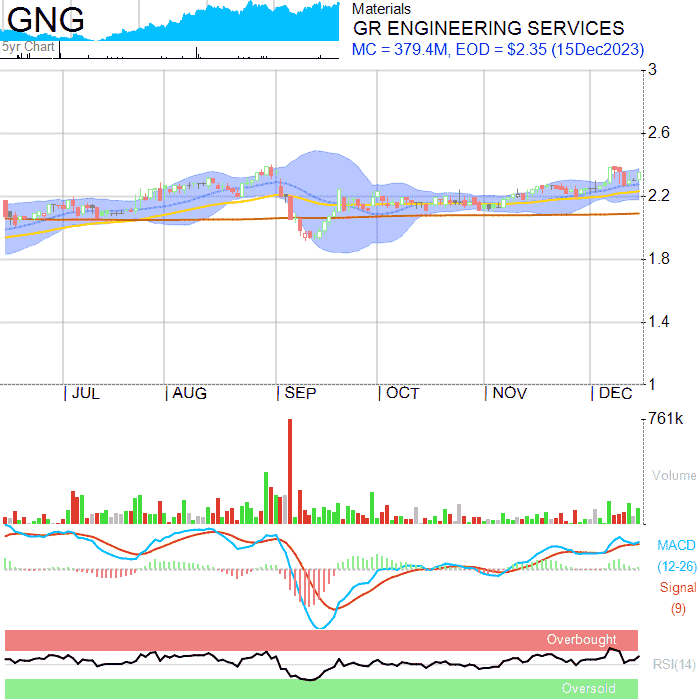 GNG
5yr Chart
Materials
GR ENGINEERING SERVICES
MC = 379.4M, EOD = $2.35 (15Dec2023)
3
2.6
2.2
1.8
1.4
1
JUL AUG SEP OCT NOV DEC
761k
Volume
MACD
(12-26)
Signal
(9)
Overbought
RSI(14)
Oversold